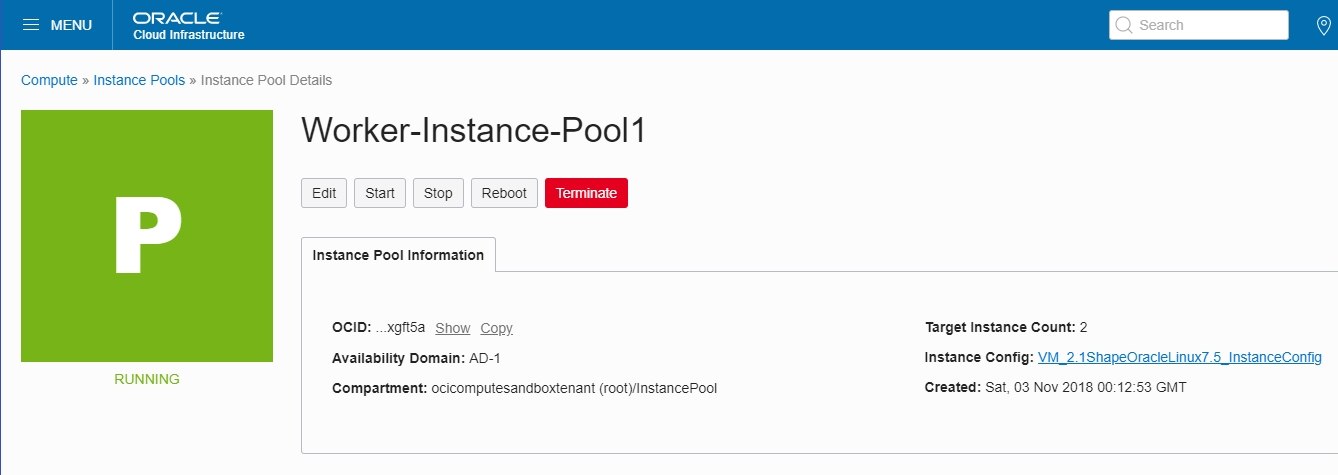 MENU
ORACLE
Cloud Infrastructure
Search
Compute » Instance Pools » Instance Pool Details
P
RUNNING
Worker-Instance-Pool1
Edit Start Stop Reboot Terminate
Instance Pool Information
OCID: ...xgft5a Show Copy
Availability Domain: AD-1
Compartment: ocicomputesandboxtenant (root)/InstancePool
Target Instance Count: 2
Instance Config: VM_2.1ShapeOracleLinux7.5_InstanceConfig
Created: Sat, 03 Nov 2018 00:12:53 GMT